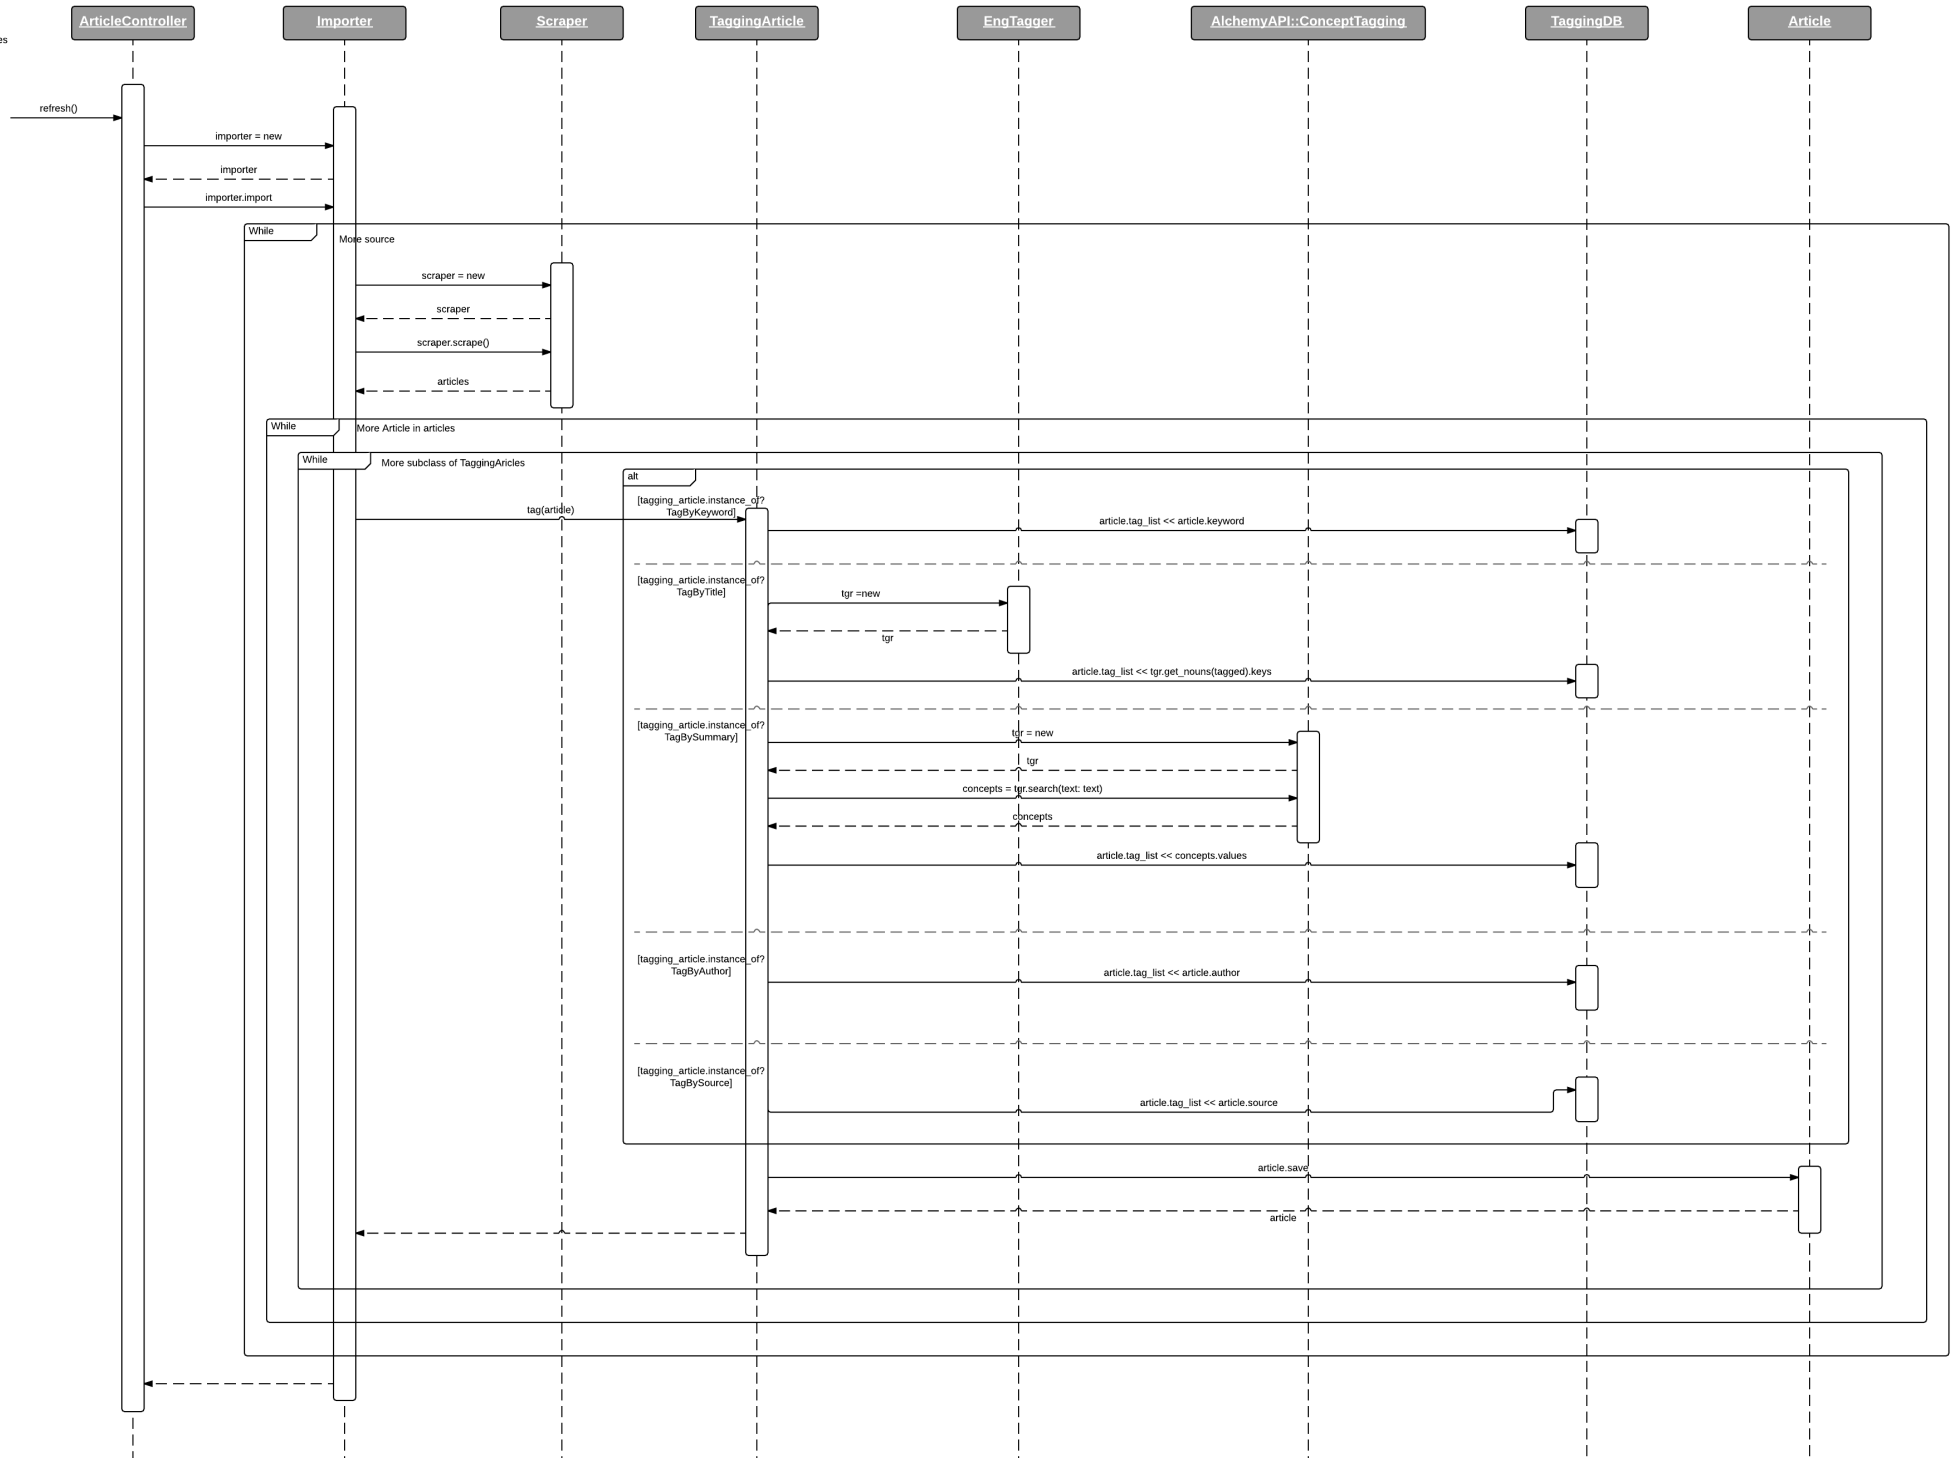 ArticleController
Importer
Scraper
TaggingArticle
EngTagger
AlchemyAPI::ConceptTagging
TaggingDB
Article
refresh()
importer = new
importer
importer.import
While
More source
scraper = new
scraper
scraper.scrape()
articles
While
More Article in articles
While
More subclass of TaggingAricles
alt
[tagging_article.instance_of?
TagByKeyword]
tag(article)
article.tag_list << article.keyword
[tagging_article.instance_of?
TagByTitle]
tgr =new
tgr
article.tag_list << tgr.get_nouns(tagged).keys
[tagging_article.instance_of?
TagBySummary]
tgr = new
tgr
concepts = tgr.search(text: text)
concepts
article.tag_list << concepts.values
[tagging_article.instance_of?
TagByAuthor]
article.tag_list << article.author
[tagging_article.instance_of?
TagBySource]
article.tag_list << article.source
article.save
article